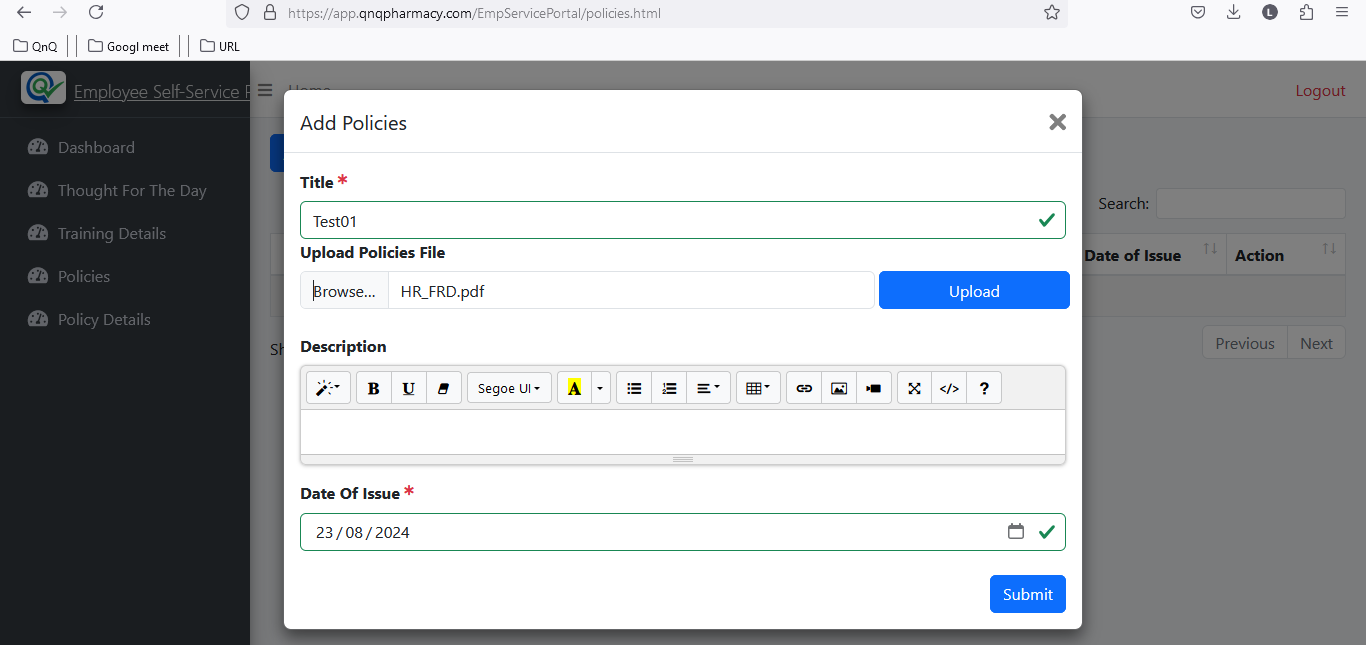 https://app.qnqpharmacy.com/EmpServicePortal/policies.html
L
QnQ
Googl meet
URL
Employee Self-Service
Home
Logout
Dashboard
Thought For The Day
Training Details
Policies
Policy Details
Add Policies
Title *
Test01
Upload Policies File
Browse... HR_FRD.pdf Upload
Description
B U Segoe UI A </> ?
Date Of Issue *
23 / 08 / 2024
Submit
Search:
Date of Issue Action
Sh
Previous Next